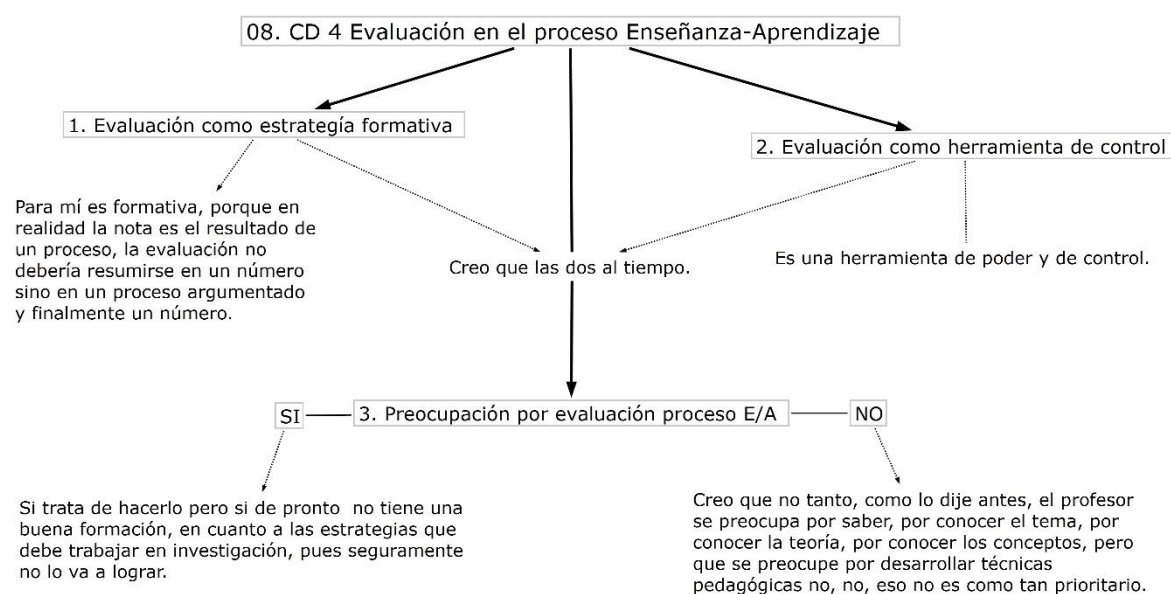 08. CD 4 Evaluación en el proceso Enseñanza-Aprendizaje
1. Evaluación como estrategía formativa
2. Evaluación como herramienta de control
Para mí es formativa, porque en
realidad la nota es el resultado de
un proceso, la evaluación no
debería resumirse en un número
sino en un proceso argumentado
y finalmente un número.
Creo que las dos al tiempo.
Es una herramienta de poder y de control.
SI
3. Preocupación por evaluación proceso E/A
NO
Si trata de hacerlo pero si de pronto no tiene una
buena formación, en cuanto a las estrategias que
debe trabajar en investigación, pues seguramente
no lo va a lograr.
Creo que no tanto, como lo dije antes, el profesor
se preocupa por saber, por conocer el tema, por
conocer la teoría, por conocer los conceptos, pero
que se preocupe por desarrollar técnicas
pedagógicas no, no, eso no es como tan prioritario.